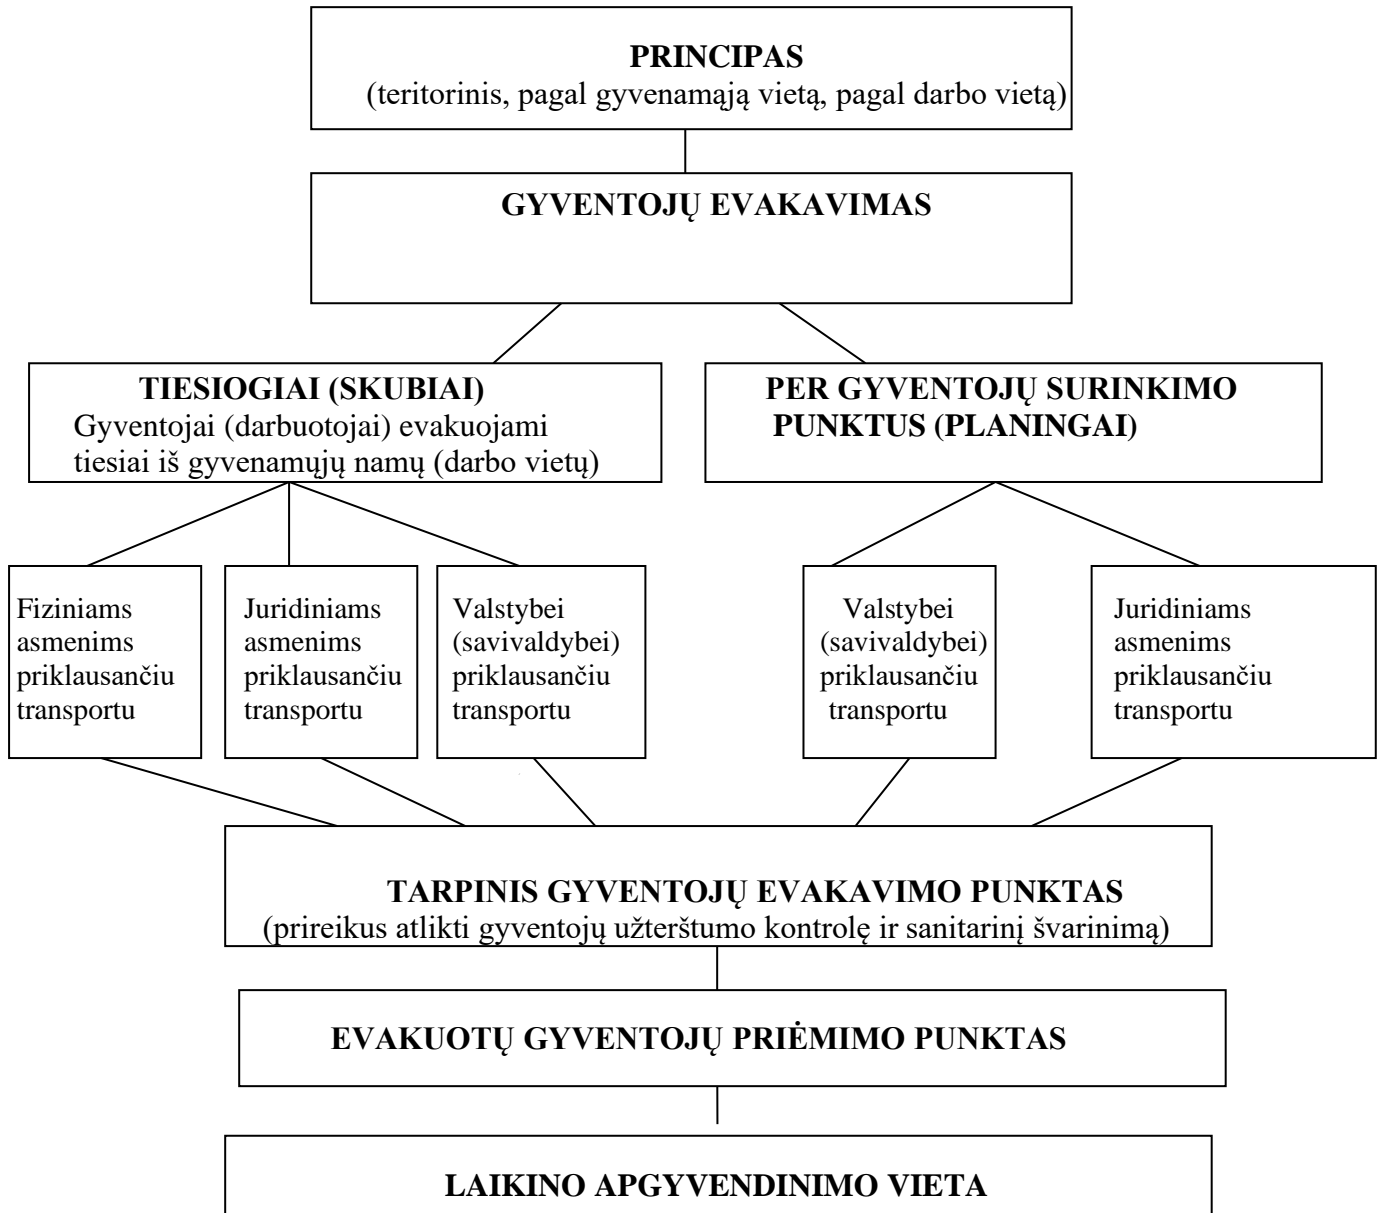 PRINCIPAS
(teritorinis, pagal gyvenamąją vietą, pagal darbo vietą)
GYVENTOJŲ EVAKAVIMAS
TIESIOGIAI (SKUBIAI)
Gyventojai (darbuotojai) evakuojami
tiesiai iš gyvenamųjų namų (darbo vietų)
PER GYVENTOJŲ SURINKIMO
PUNKTUS (PLANINGAI)
Fiziniams
asmenims
priklausančiu
transportu
Juridiniams
asmenims
priklausančiu
transportu
Valstybei
(savivaldybei)
priklausančiu
transportu
Valstybei
(savivaldybei)
priklausančiu
transportu
Juridiniams
asmenims
priklausančiu
transportu
TARPINIS GYVENTOJŲ EVAKAVIMO PUNKTAS
(prireikus atlikti gyventojų užterštumo kontrolę ir sanitarinį švarinimą)
EVAKUOTŲ GYVENTOJŲ PRIĖMIMO PUNKTAS
LAIKINO APGYVENDINIMO VIETA